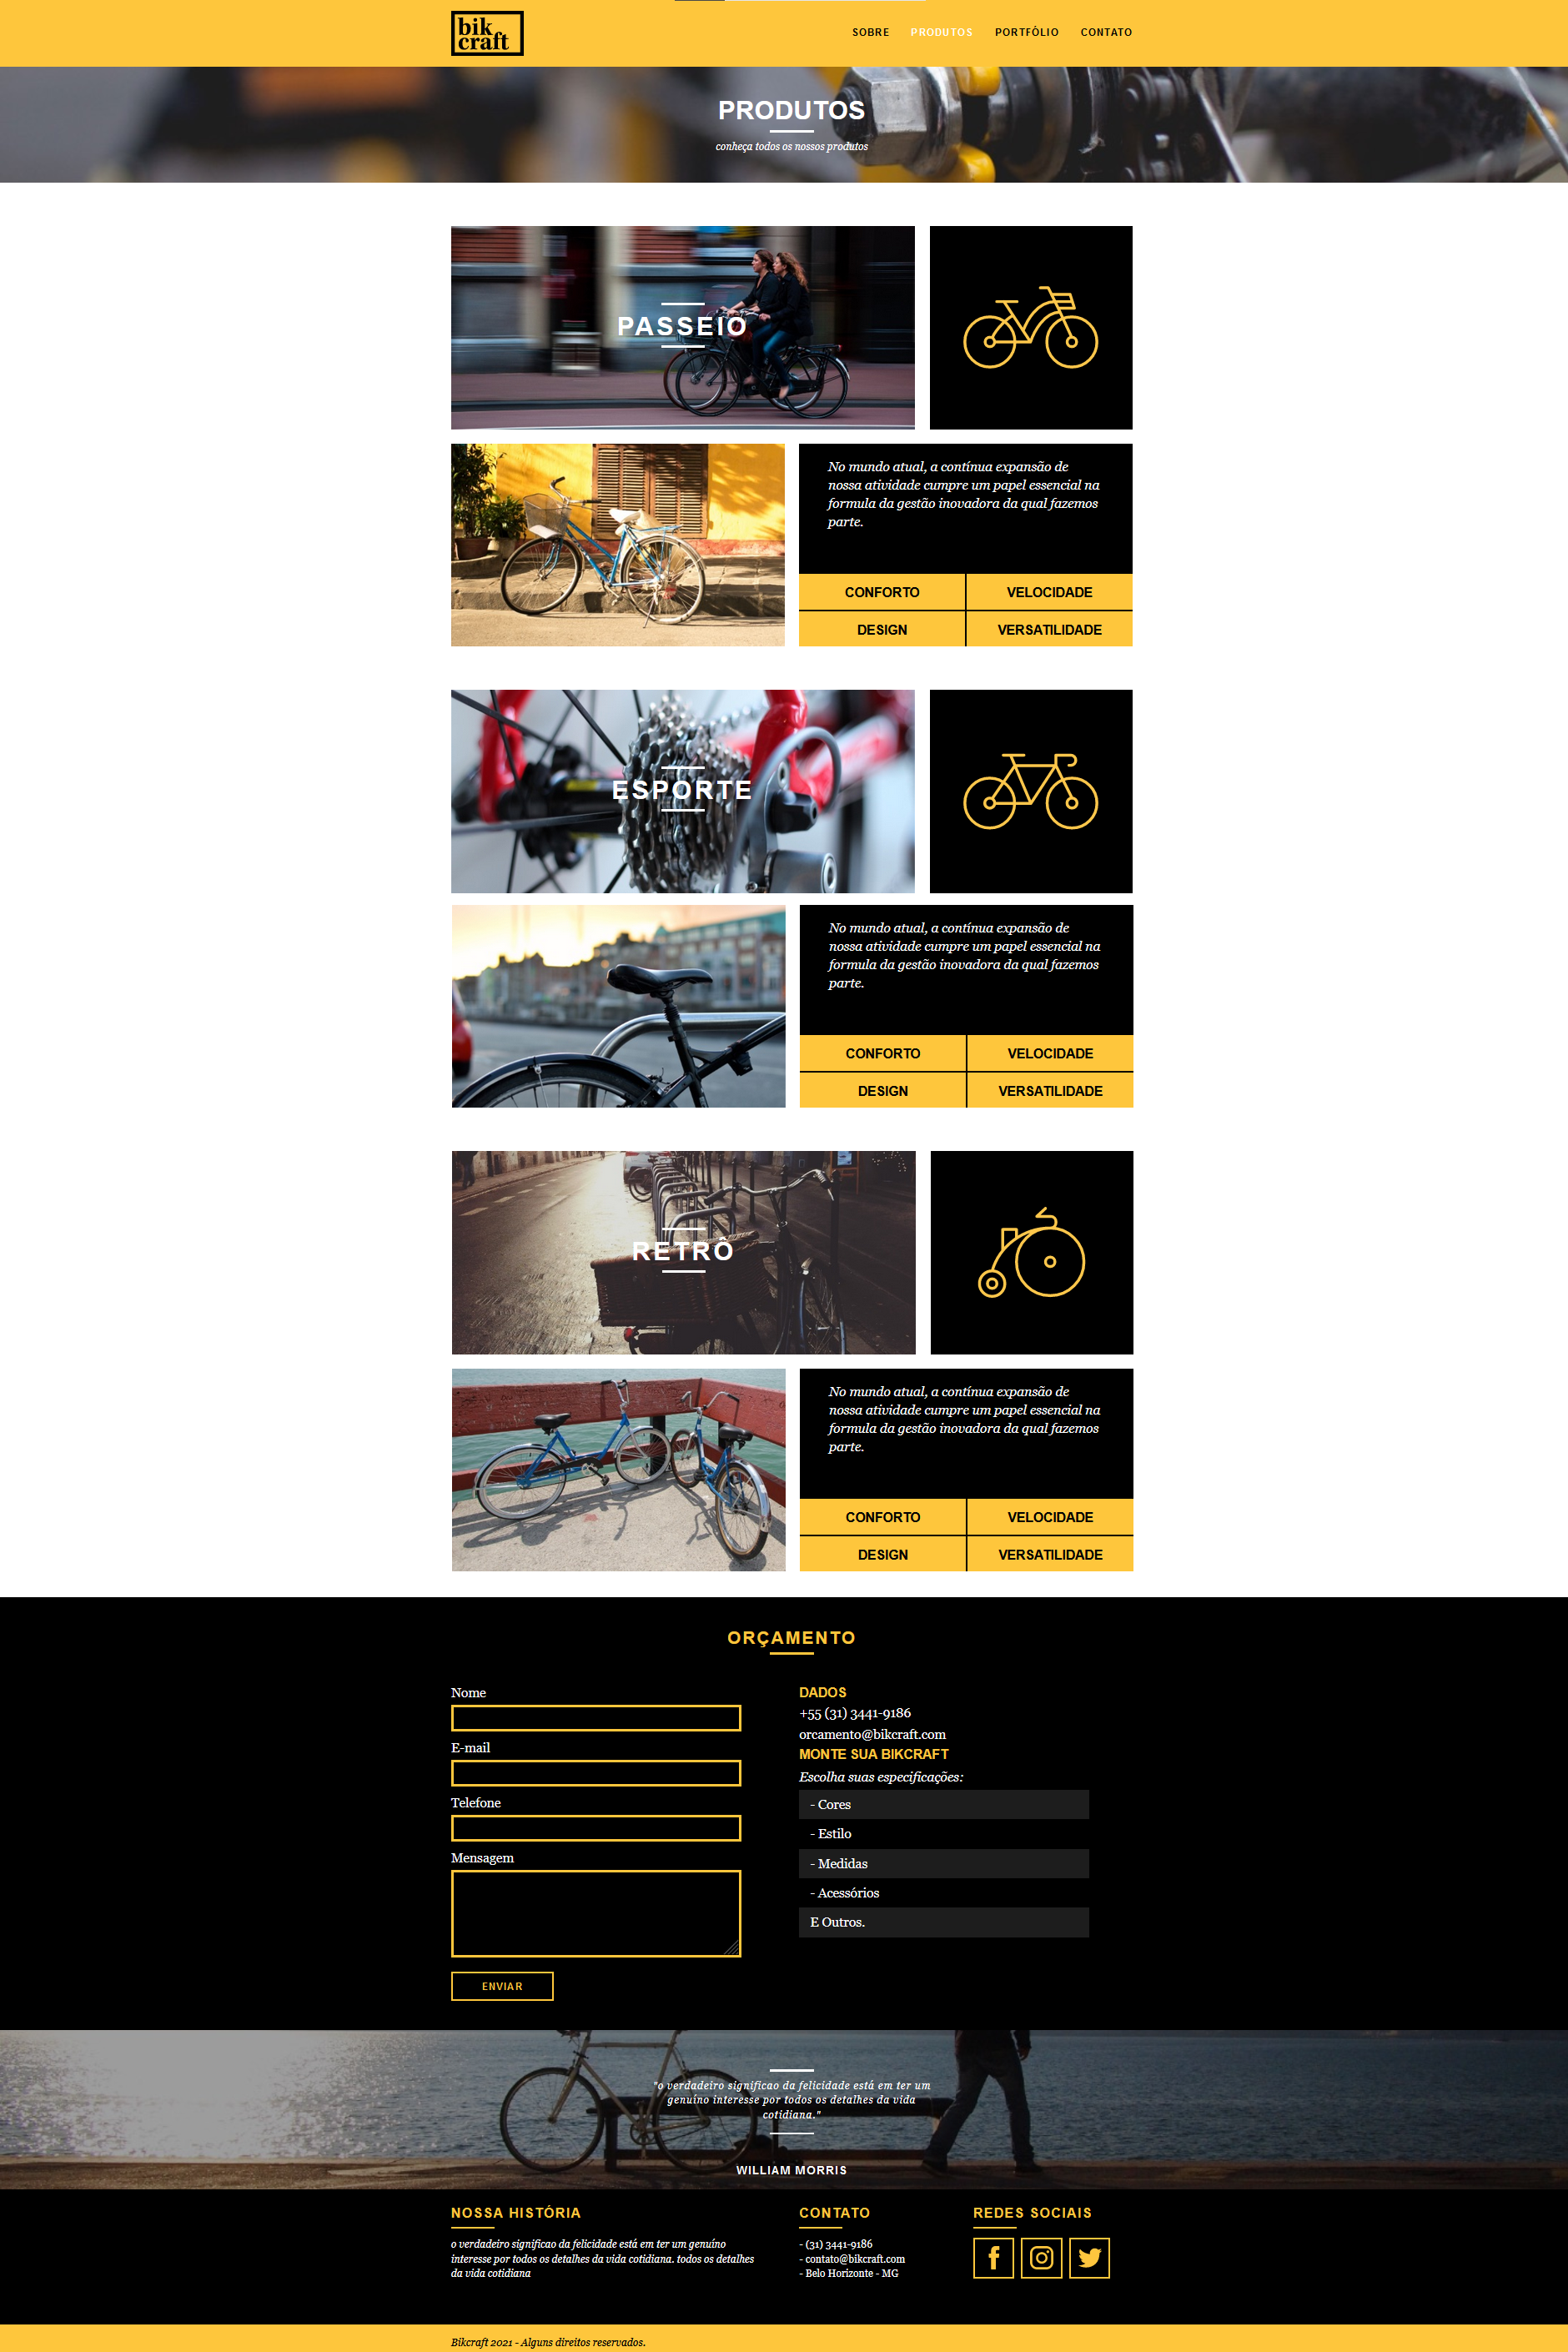 bik
craft
SOBRE PRODUTOS PORTFÓLIO CONTATO
PRODUTOS
conheça todos os nossos produtos
PASSEIO
No mundo atual, a contínua expansão de
nossa atividade cumpre um papel essencial na
formula da gestão inovadora da qual fazemos
parte.
CONFORTO VELOCIDADE
DESIGN VERSATILIDADE
ESPORTE
No mundo atual, a contínua expansão de
nossa atividade cumpre um papel essencial na
formula da gestão inovadora da qual fazemos
parte.
CONFORTO VELOCIDADE
DESIGN VERSATILIDADE
RETRÔ
No mundo atual, a contínua expansão de
nossa atividade cumpre um papel essencial na
formula da gestão inovadora da qual fazemos
parte.
CONFORTO VELOCIDADE
DESIGN VERSATILIDADE
ORÇAMENTO
Nome
E-mail
Telefone
Mensagem
ENVIAR
DADOS
+55 (31) 3441-9186
orcamento@bikcraft.com
MONTE SUA BIKCRAFT
Escolha suas especificações:
- Cores
- Estilo
- Medidas
- Acessórios
E Outros.
"o verdadeiro significao da felicidade está em ter um
genuíno interesse por todos os detalhes da vida
cotidiana."
WILLIAM MORRIS
NOSSA HISTÓRIA
o verdadeiro significao da felicidade está em ter um genuíno
interesse por todos os detalhes da vida cotidiana. todos os detalhes
da vida cotidiana
CONTATO
- (31) 3441-9186
- contato@bikcraft.com
- Belo Horizonte - MG
REDES SOCIAIS
Bikcraft 2021 - Alguns direitos reservados.